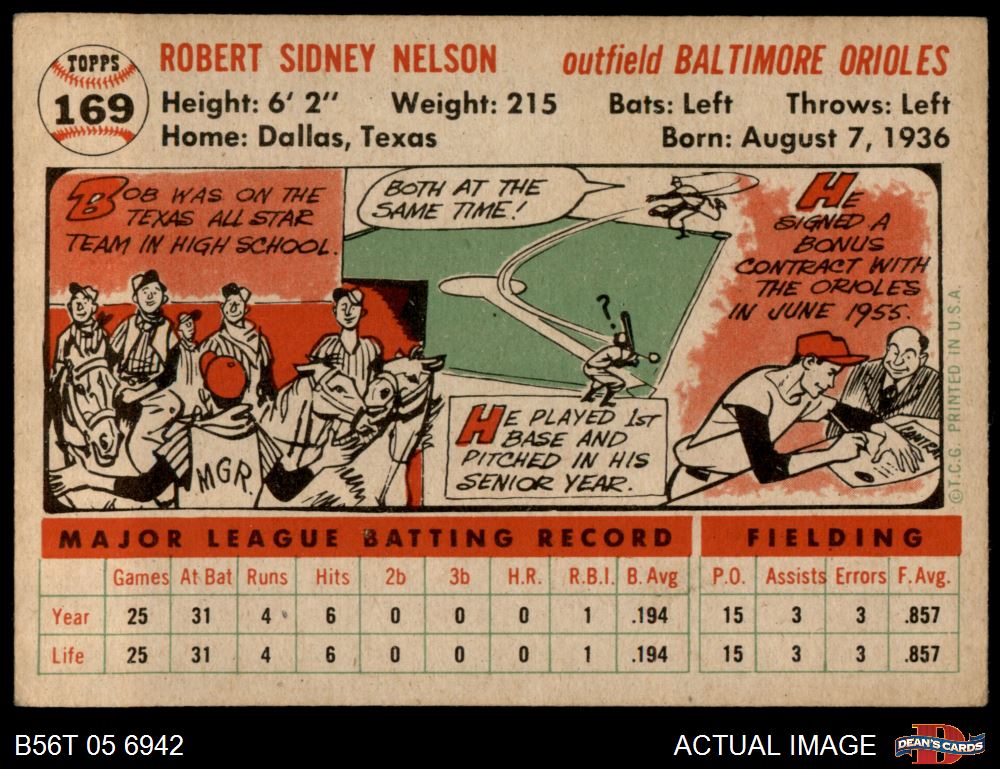 TOPPS
169
ROBERT SIDNEY NELSON
outfield BALTIMORE ORIOLES
Height: 6' 2" Weight: 215 Bats: Left Throws: Left
Home: Dallas, Texas Born: August 7, 1936
BOB WAS ON THE
TEXAS ALL STAR
TEAM IN HIGH SCHOOL.
MGR.
BOTH AT THE
SAME TIME!
?
HE PLAYED 1ST
BASE AND
PITCHED IN HIS
SENIOR YEAR.
HE
SIGNED A
BONUS
CONTRACT WITH
THE ORIOLES
IN JUNE 1955.
©T.C.G. PRINTED IN U.S.A.
MAJOR LEAGUE BATTING RECORD FIELDING
Games At Bat Runs Hits 2b 3b H.R. R.B.I. B. Avg P.O. Assists Errors F. Avg.
Year 25 31 4 6 0 0 0 1 .194 15 3 3 .857
Life 25 31 4 6 0 0 0 1 .194 15 3 3 .857
B56T 05 6942
ACTUAL IMAGE
DEAN'S CARDS